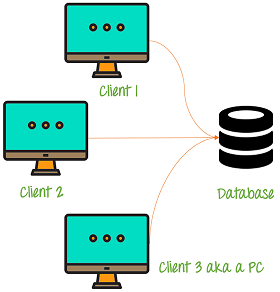 Client 1
Client 2
Database
Client 3 aka a PC